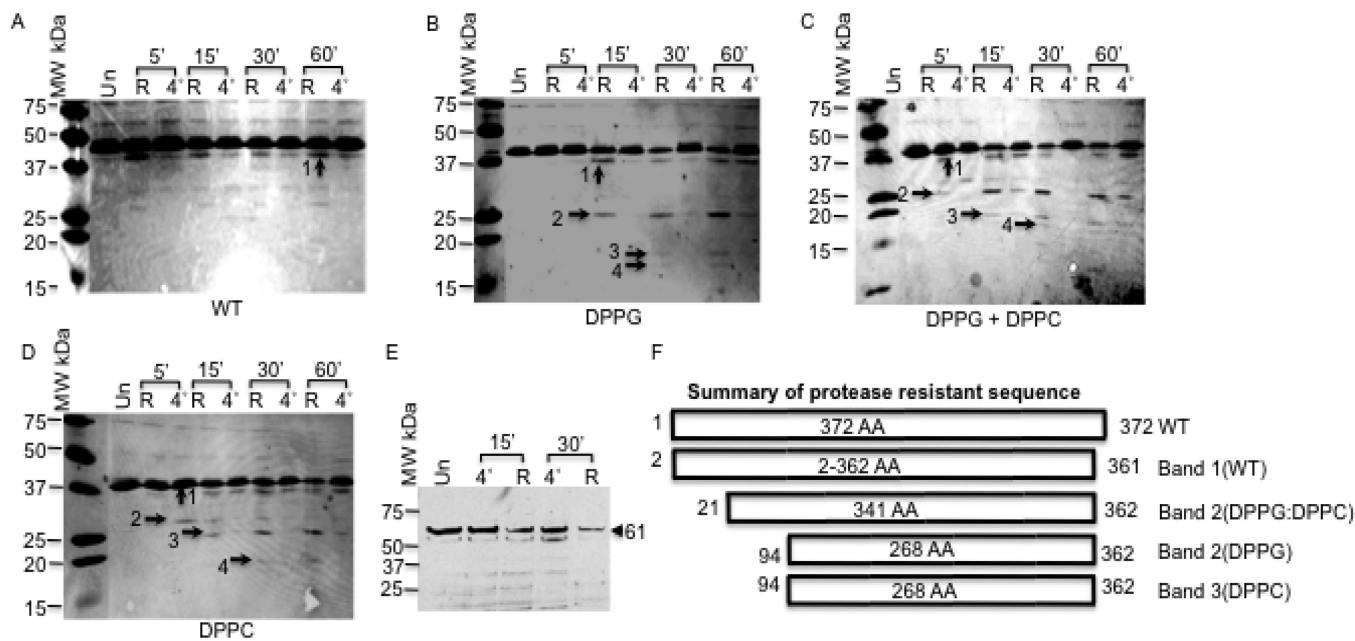 A
MW kDa
5' 15' 30' 60'
Un R 4° R 4° R 4° R 4°
75
50
37
25
20
15
1
WT
B
MW kDa
5' 15' 30' 60'
Un R 4° R 4° R 4° R 4°
75
50
37
25
20
15
1
2
3
4
DPPG
C
MW kDa
5' 15' 30' 60'
Un R 4° R 4° R 4° R 4°
75
50
37
25
20
15
1
2
3
4
DPPG + DPPC
D
MW kDa
5' 15' 30' 60'
Un R 4° R 4° R 4° R 4°
75
50
37
25
20
15
1
2
3
4
DPPC
E
MW kDa
15' 30'
Un 4° R 4° R
75
50
37
25
61
F
Summary of protease resistant sequence
1 372 AA 372 WT
2 2-362 AA 361 Band 1(WT)
21 341 AA 362 Band 2(DPPG:DPPC)
94 268 AA 362 Band 2(DPPG)
94 268 AA 362 Band 3(DPPC)